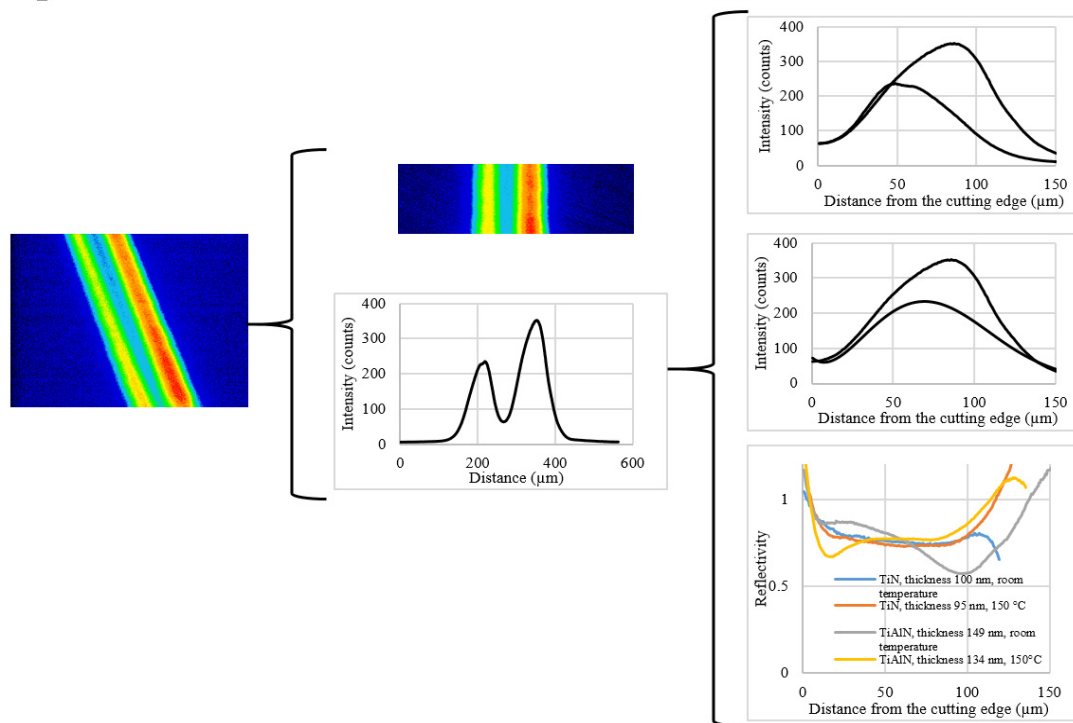 400
300
200
100
0
Intensity (counts)
0 50 100 150
Distance from the cutting edge (µm)
400
300
200
100
0
Intensity (counts)
0 50 100 150
Distance from the cutting edge (µm)
400
300
200
100
0
Intensity (counts)
0 200 400 600
Distance (µm)
1
0.5
0
Reflectivity
TiN, thickness 100 nm, room
temperature
TiN, thickness 95 nm, 150 °C
TiAlN, thickness 149 nm, room
temperature
TiAlN, thickness 134 nm, 150°C
0 50 100 150
Distance from the cutting edge (µm)